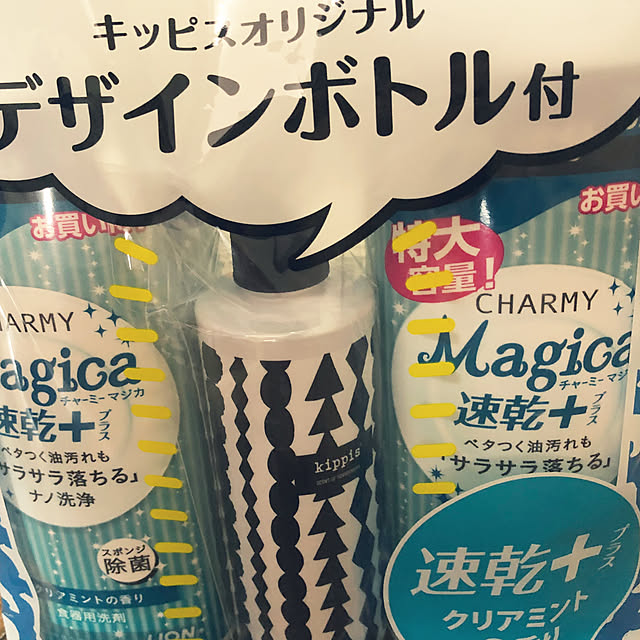 キッピスオリジナル
デザインボトル付
お買い
CHARMY
Magica
チャーミーマジカ
速乾+
プラス
ベタつく油汚れも
「サラサラ落ちる」
ナノ洗浄
スポンジ
除菌
クリアミントの香り
食器用洗剤
LION
kippis
お買い
特大
容量!
CHARMY
Magica
チャーミーマジカ
速乾+
プラス
ベタつく油汚れも
「サラサラ落ちる」
速乾+
プラス
クリアミント